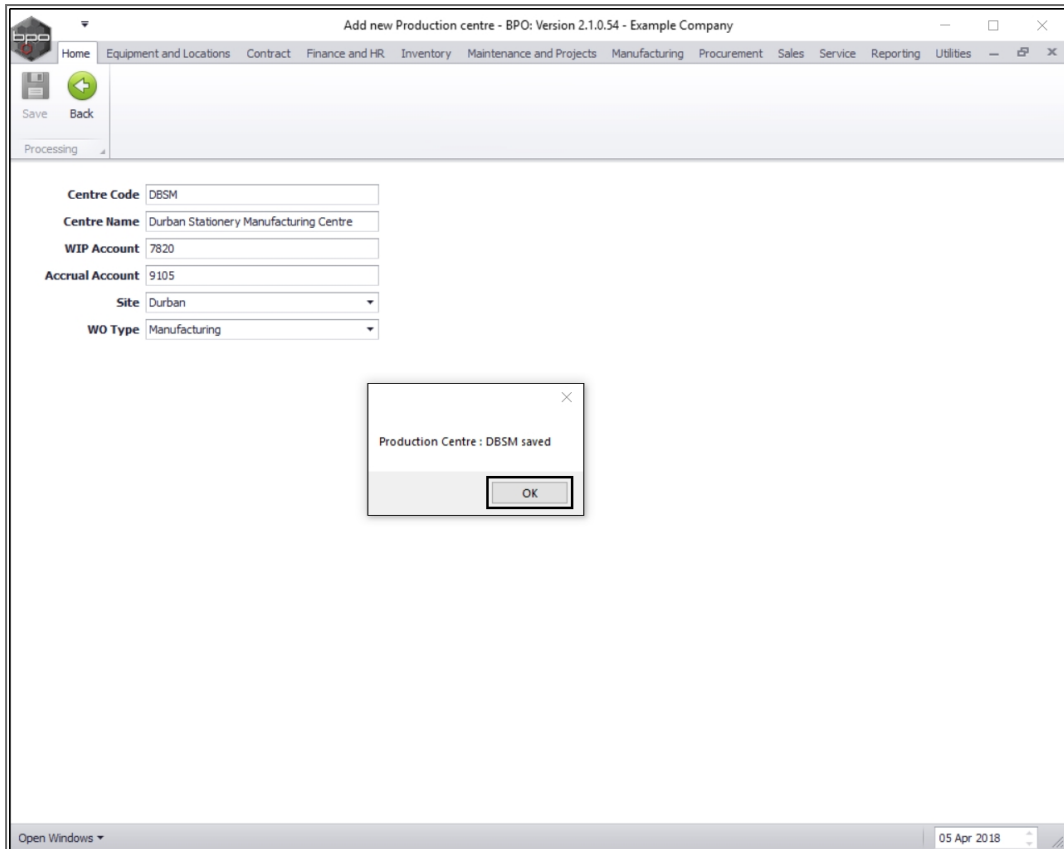 Add new Production centre - BPO: Version 2.1.0.54 - Example Company
bpo
Home Equipment and Locations Contract Finance and HR Inventory Maintenance and Projects Manufacturing Procurement Sales Service Reporting Utilities
Save Back
Processing
Centre Code DBSM
Centre Name Durban Stationery Manufacturing Centre
WIP Account 7820
Accrual Account 9105
Site Durban
WO Type Manufacturing
Production Centre : DBSM saved
OK
Open Windows 05 Apr 2018